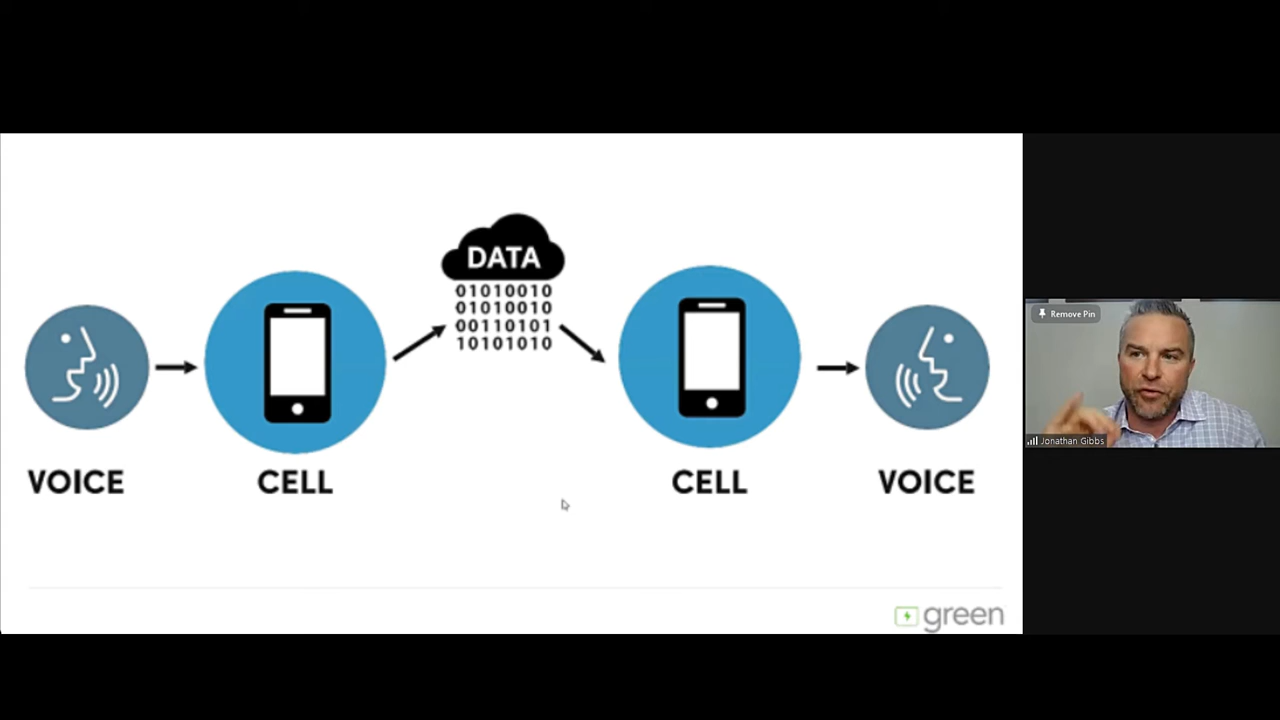 DATA
01010010
01010010
00110101
10101010
VOICE
CELL
CELL
VOICE
green
Remove Pin
Jonathan Gibbs